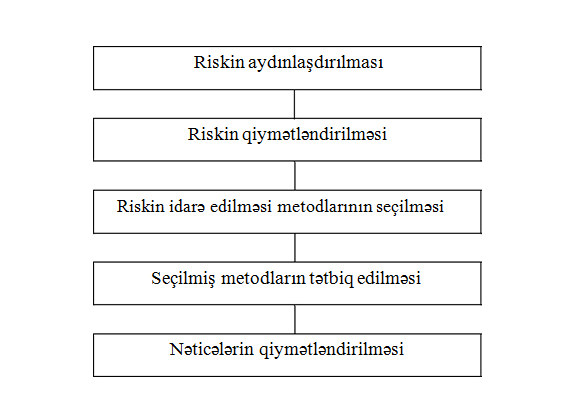 Riskin aydınlaşdırılması
Riskin qiymətləndirilməsi
Riskin idarə edilməsi metodlarının seçilməsi
Seçilmiş metodların tətbiq edilməsi
Nəticələrin qiymətləndirilməsi